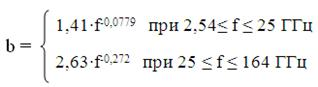 1,41·f^0,0779 при 2,54≤ f ≤ 25 ГГц
b =
2,63·f^0,272 при 25 ≤ f ≤ 164 ГГц